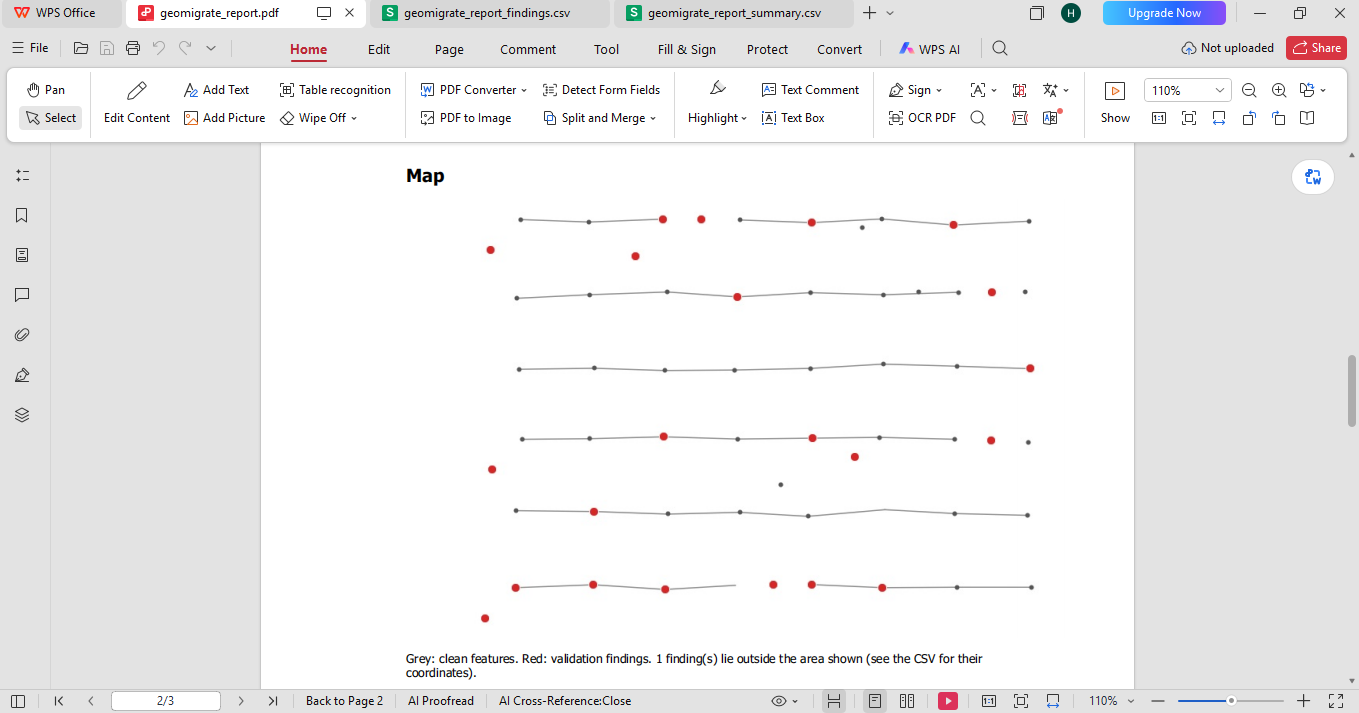 WPS Office
geomigrate_report.pdf
geomigrate_report_findings.csv
geomigrate_report_summary.csv
H
Upgrade Now
File
Home
Edit
Page
Comment
Tool
Fill & Sign
Protect
Convert
WPS AI
Not uploaded
Share
Pan
Select
Edit Content
Add Text
Add Picture
Table recognition
Wipe Off
PDF Converter
PDF to Image
Detect Form Fields
Split and Merge
Highlight
Text Comment
Text Box
Sign
OCR PDF
Show
110%
Map
Grey: clean features. Red: validation findings. 1 finding(s) lie outside the area shown (see the CSV for their
coordinates).
2/3
Back to Page 2
AI Proofread
AI Cross-Reference:Close
110%